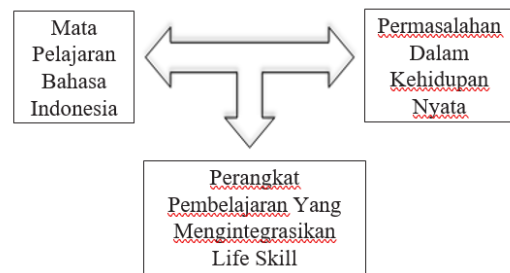 Mata
Pelajaran
Bahasa
Indonesia
Permasalahan
Dalam
Kehidupan
Nyata
Perangkat
Pembelajaran Yang
Mengintegrasikan
Life Skill